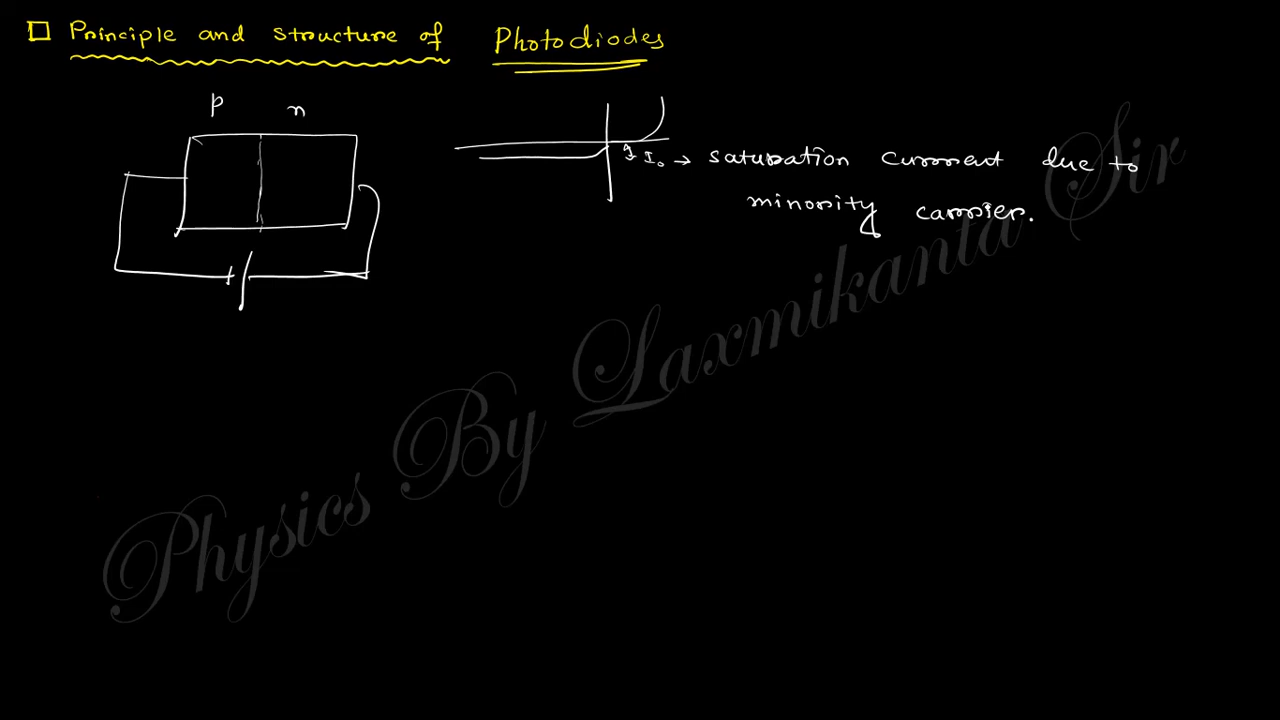 Principle and structure of Photodiodes
p n
I₀ → saturation current due to
minority carrier.
Physics By Laxmikanta Sir